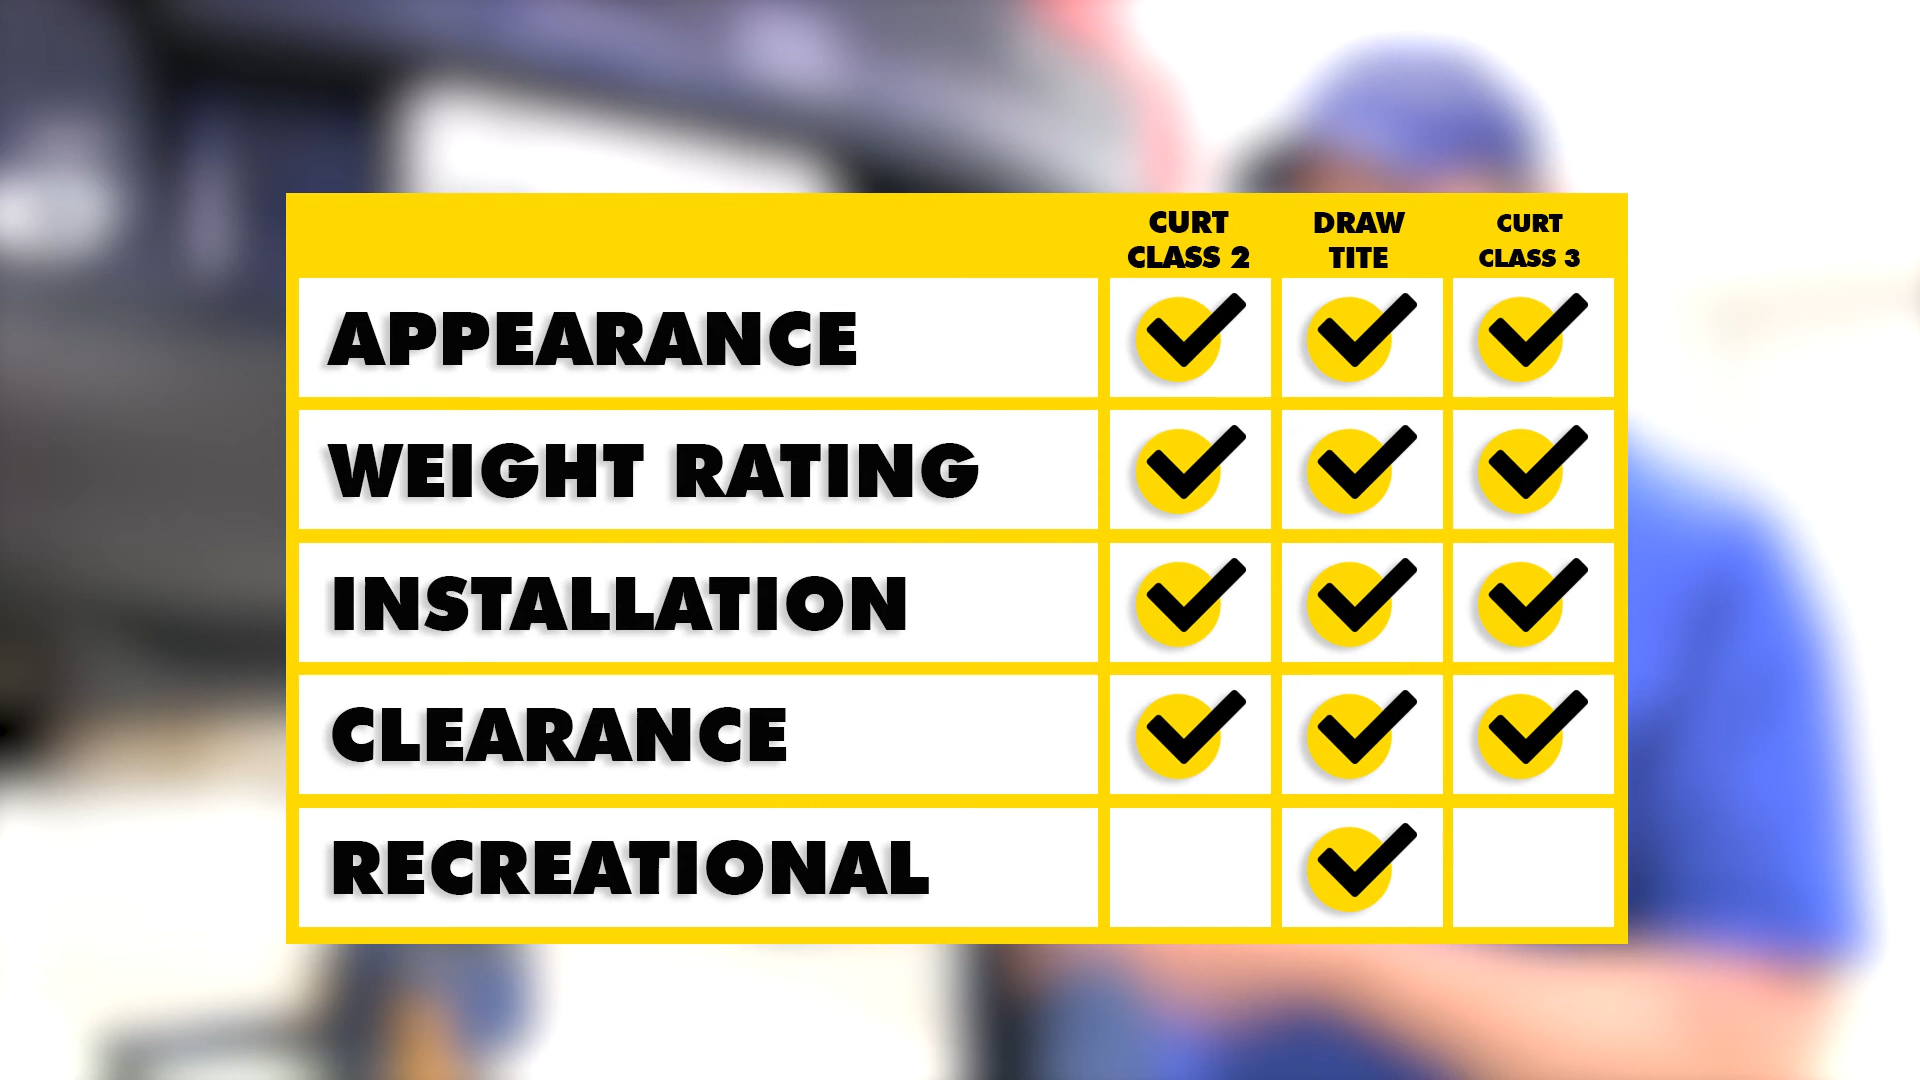 CURT CLASS 2
DRAW TITE
CURT CLASS 3
APPEARANCE
WEIGHT RATING
INSTALLATION
CLEARANCE
RECREATIONAL